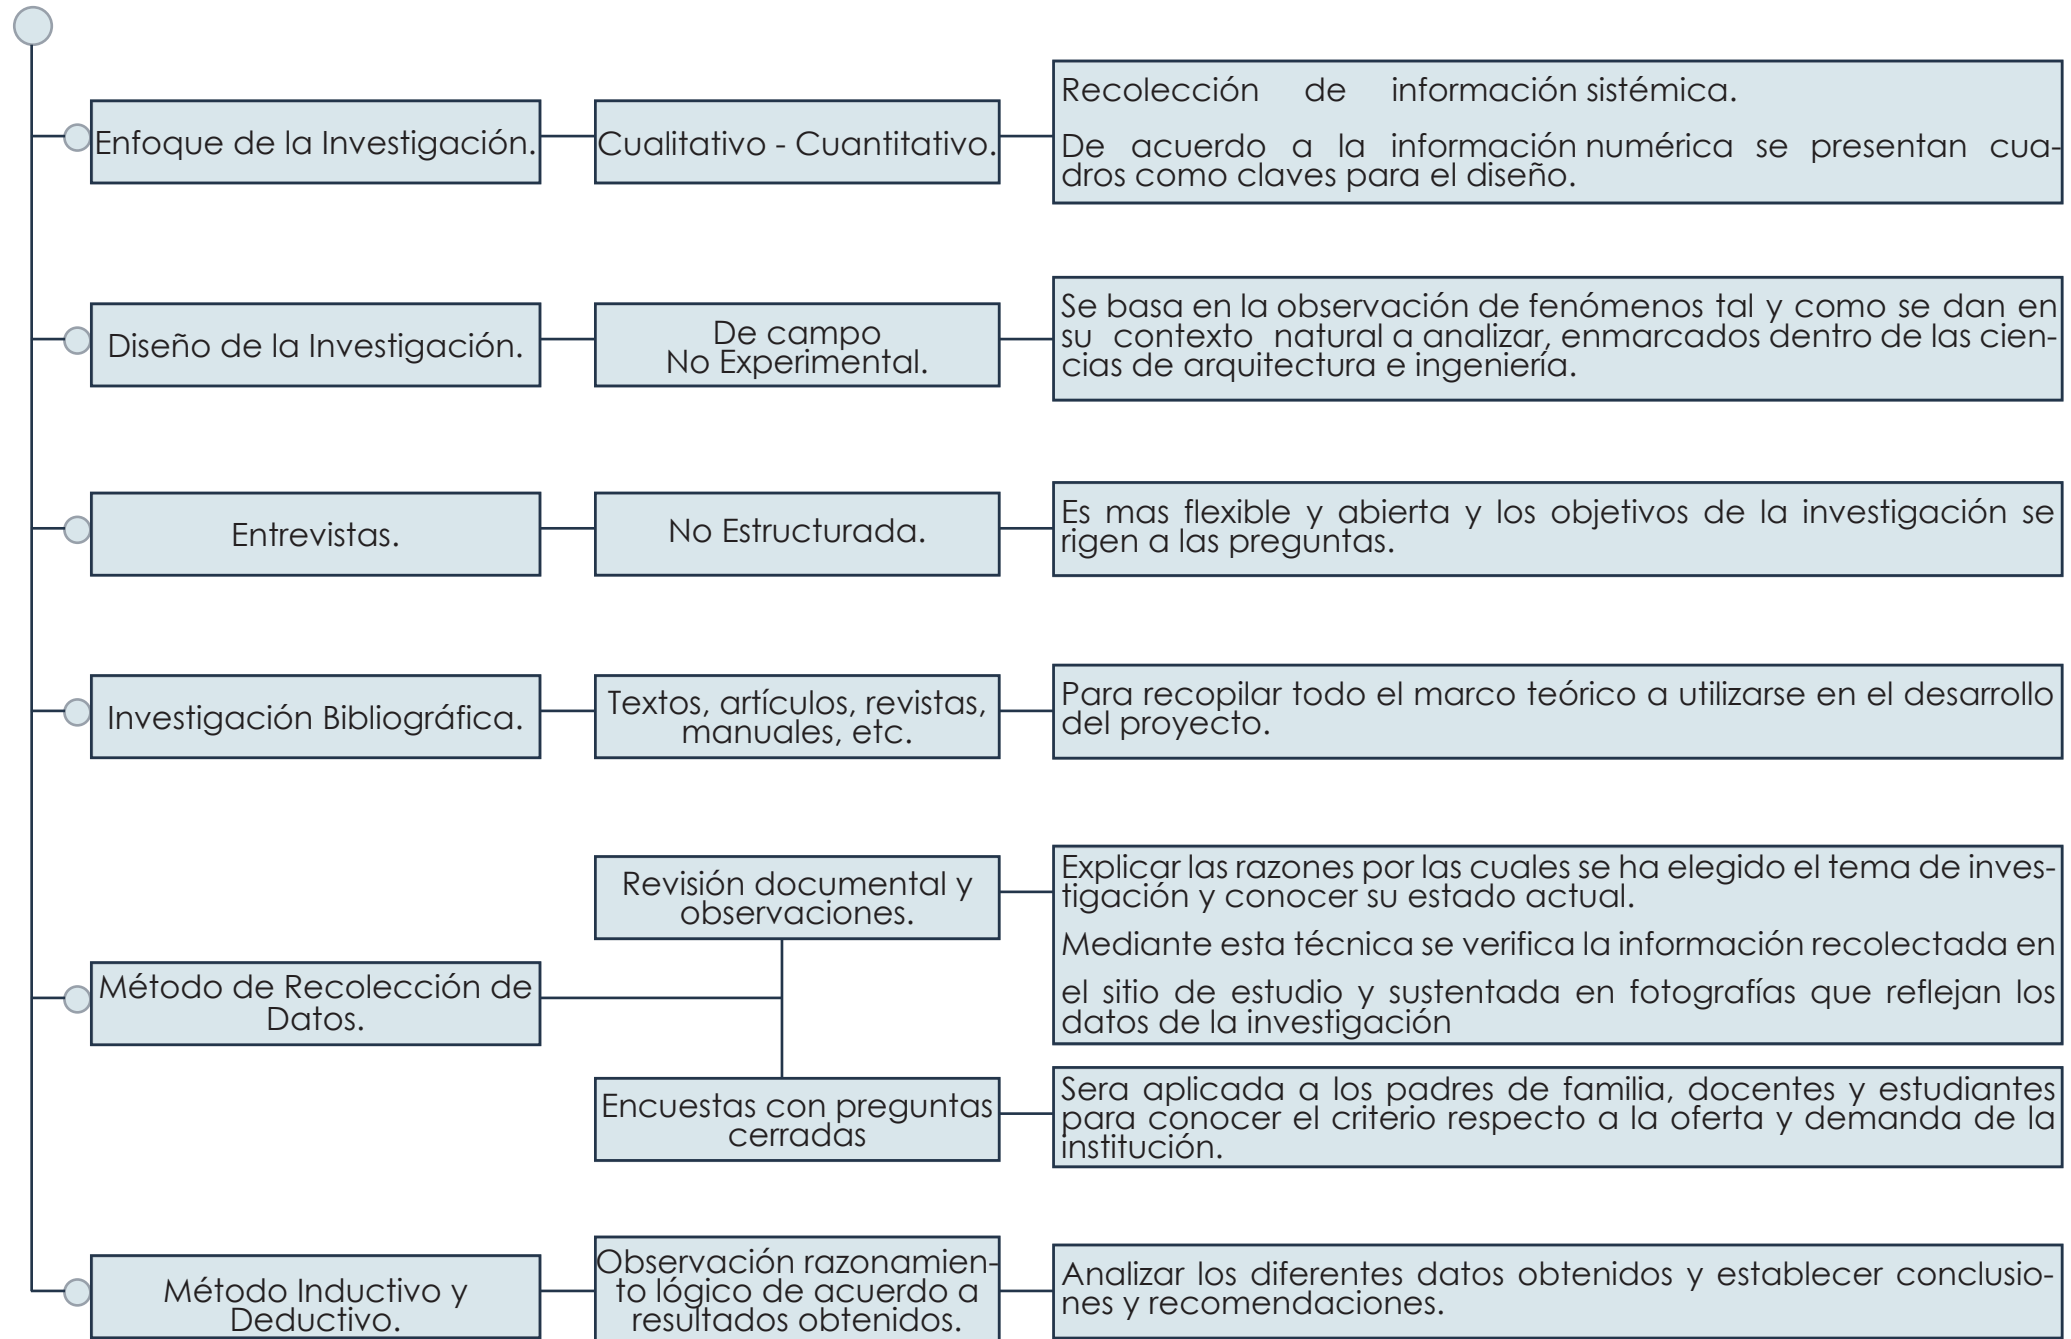 Enfoque de la Investigación.
Cualitativo - Cuantitativo.
Recolección de información sistémica.
De acuerdo a la información numérica se presentan cua-
dros como claves para el diseño.
Diseño de la Investigación.
De campo
No Experimental.
Se basa en la observación de fenómenos tal y como se dan en
su contexto natural a analizar, enmarcados dentro de las cien-
cias de arquitectura e ingeniería.
Entrevistas.
No Estructurada.
Es mas flexible y abierta y los objetivos de la investigación se
rigen a las preguntas.
Investigación Bibliográfica.
Textos, artículos, revistas,
manuales, etc.
Para recopilar todo el marco teórico a utilizarse en el desarrollo
del proyecto.
Método de Recolección de
Datos.
Revisión documental y
observaciones.
Explicar las razones por las cuales se ha elegido el tema de inves-
tigación y conocer su estado actual.
Mediante esta técnica se verifica la información recolectada en
el sitio de estudio y sustentada en fotografías que reflejan los
datos de la investigación
Encuestas con preguntas
cerradas
Sera aplicada a los padres de familia, docentes y estudiantes
para conocer el criterio respecto a la oferta y demanda de la
institución.
Método Inductivo y
Deductivo.
Observación razonamien-
to lógico de acuerdo a
resultados obtenidos.
Analizar los diferentes datos obtenidos y establecer conclusio-
nes y recomendaciones.